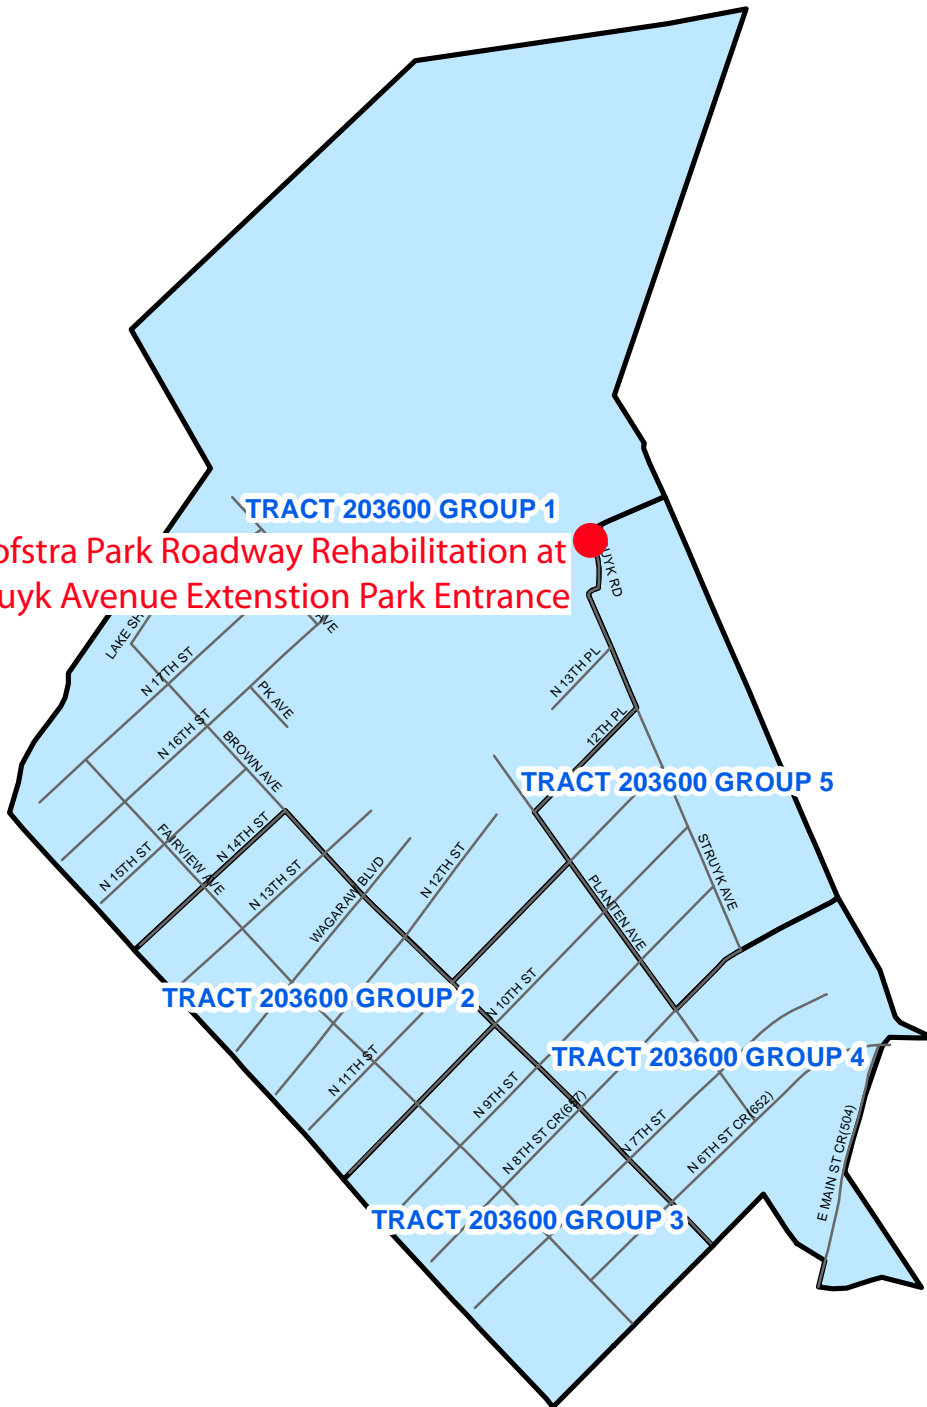 TRACT 203600 GROUP 1
ofstra Park Roadway Rehabilitation at
uyk Avenue Extenstion Park Entrance
UYK RD
LAKE SH
AVE
N 17TH ST
N 13TH PL
PK AVE
N 16TH ST
12TH PL
BROWN AVE
TRACT 203600 GROUP 5
N 14TH ST
N 15TH ST
FAIRVIEW AVE
N 13TH ST
WAGARAW BLVD
N 12TH ST
STRUYK AVE
PLANTEN AVE
TRACT 203600 GROUP 2
N 10TH ST
N 11TH ST
TRACT 203600 GROUP 4
N 9TH ST
N 8TH ST CR(657)
N 7TH ST
N 6TH ST CR(652)
E MAIN ST CR(504)
TRACT 203600 GROUP 3